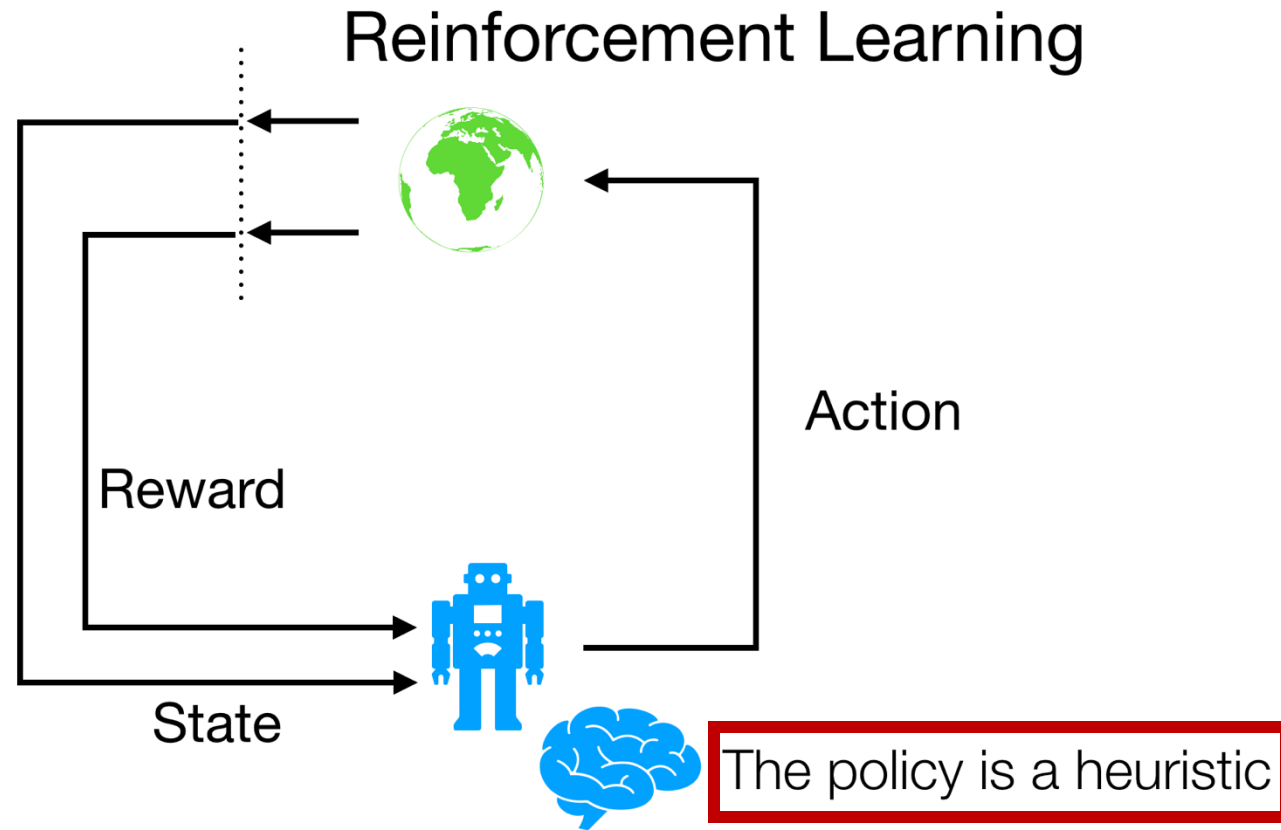 Reinforcement Learning
Action
Reward
State
The policy is a heuristic